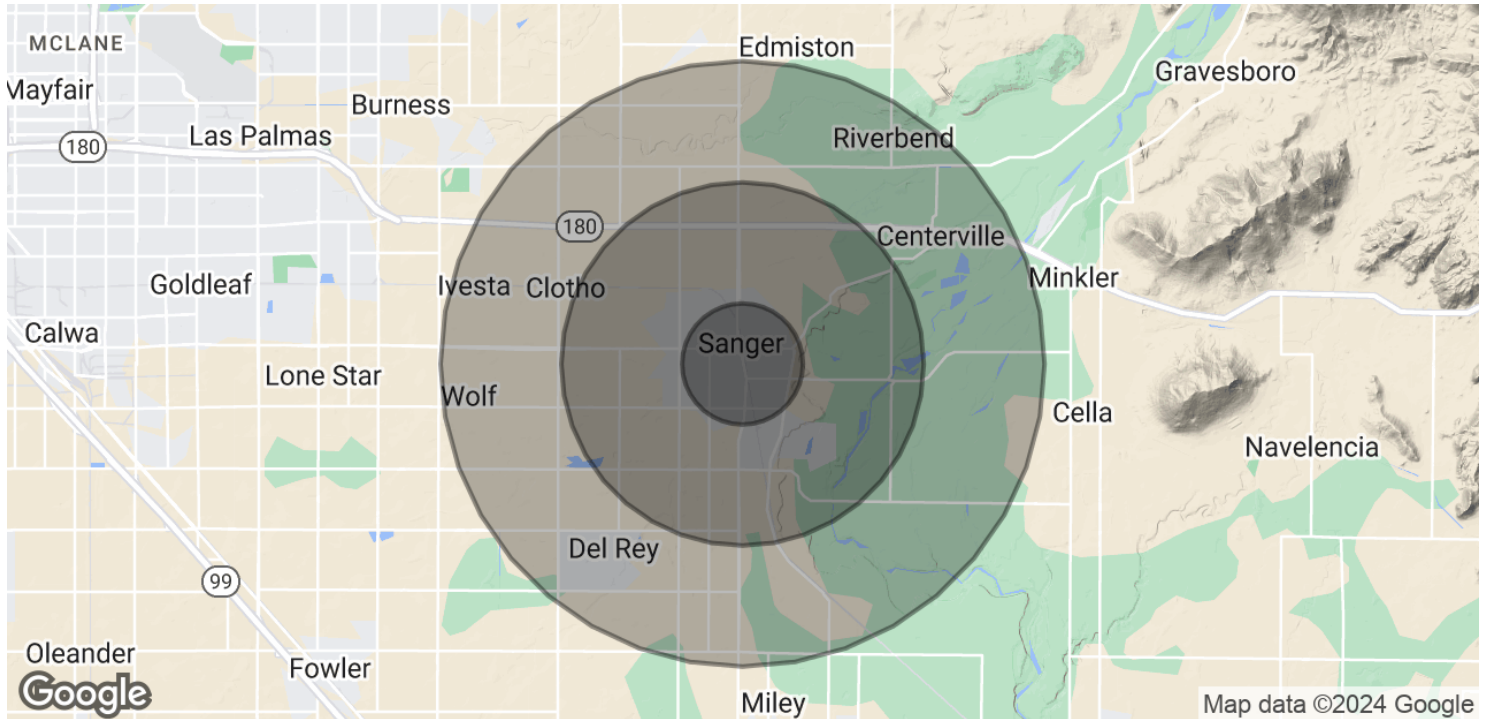 Edmiston
MCLANE
Gravesboro
Mayfair
Burness
Las Palmas
Riverbend
180
180
Centerville
Minkler
Goldleaf
Ivesta
Clotho
Calwa
Sanger
Lone Star
Wolf
Cella
Navelencia
Del Rey
99
Oleander
Fowler
Google
Miley
Map data ©2024 Google